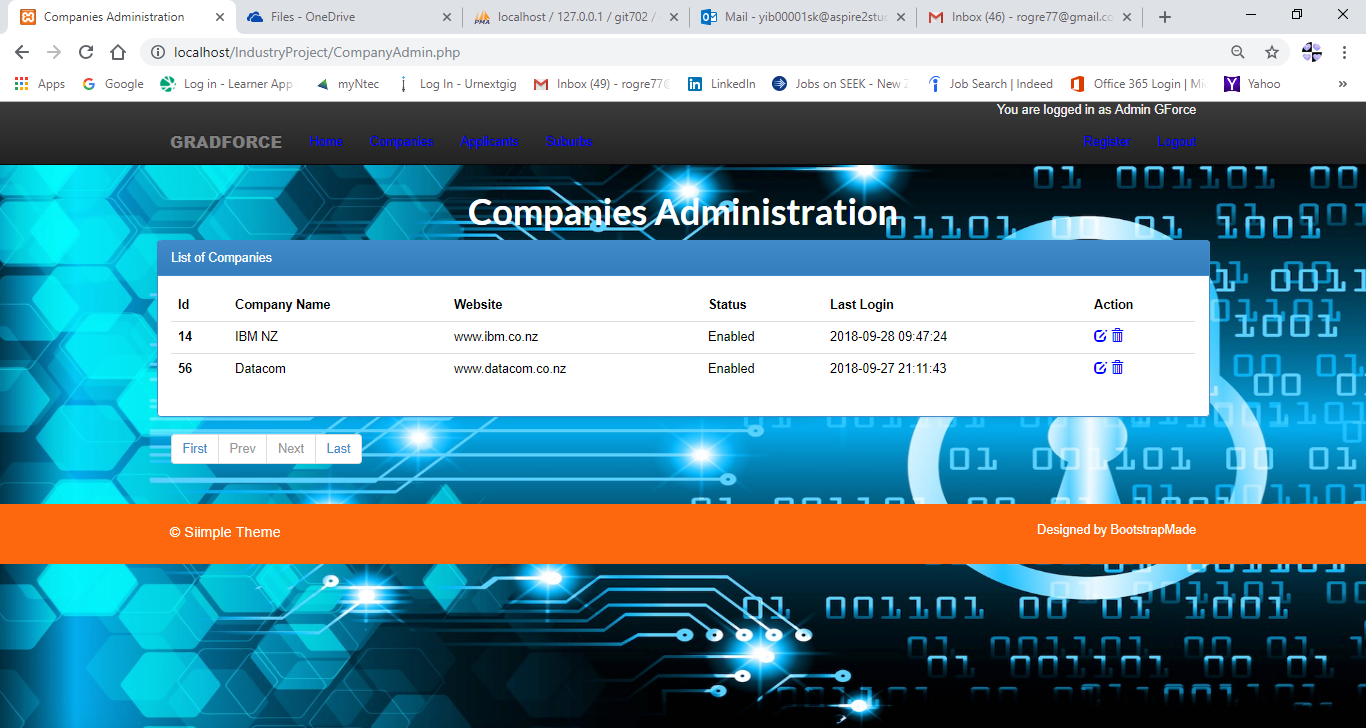 Companies Administration
Files - OneDrive
localhost / 127.0.0.1 / git702 /
Mail - yib00001sk@aspire2stu
Inbox (46) - rogre77@gmail.co
localhost/IndustryProject/CompanyAdmin.php
Apps
Google
Log in - Learner App
myNtec
Log In - Urnextgig
Inbox (49) - rogre77@
LinkedIn
Jobs on SEEK - New Z
Job Search | Indeed
Office 365 Login | Mi
Yahoo
»
You are logged in as Admin GForce
GRADFORCE Home Companies Applicants Suburbs Register Logout
Companies Administration
List of Companies
Id Company Name Website Status Last Login Action
14 IBM NZ www.ibm.co.nz Enabled 2018-09-28 09:47:24
56 Datacom www.datacom.co.nz Enabled 2018-09-27 21:11:43
First Prev Next Last
© Siimple Theme
Designed by BootstrapMade